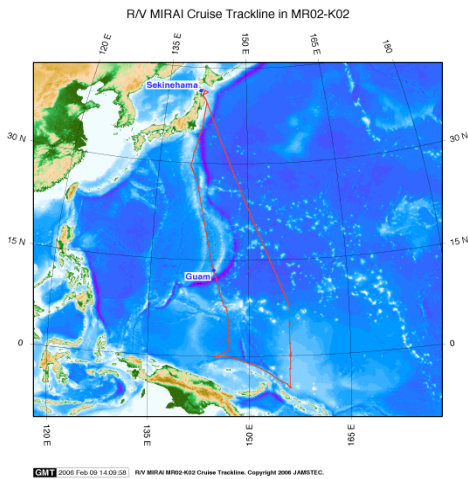 R/V MIRAI Cruise Trackline in MR02-K02
120 E
135 E
150 E
165 E
180
Sekinehama
30 N
30 N
15 N
15 N
Guam
0
0
120 E
135 E
150 E
165 E
GMT 2006 Feb 09 14:09:58 R/V MIRAI MR02-K02 Cruise Trackline. Copyright 2006 JAMSTEC.